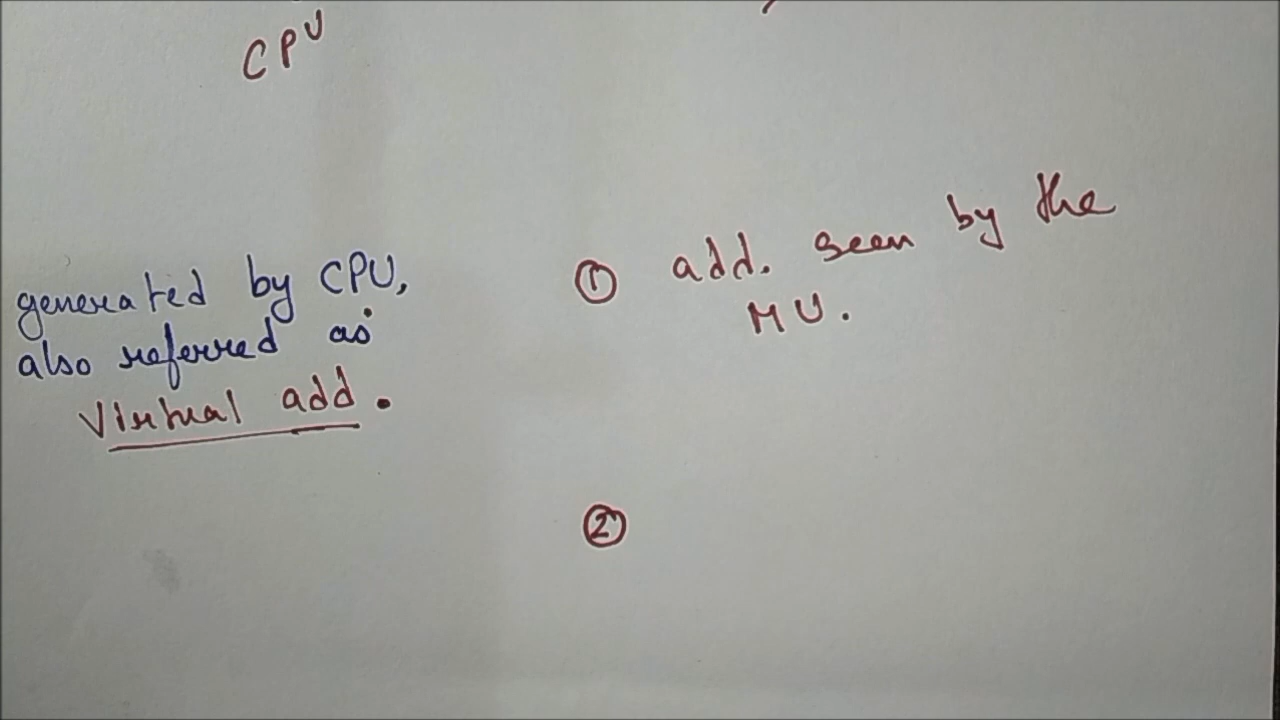 CPU
generated by CPU,
also referred as
Virtual add.
① add. seen by the
MU.
②